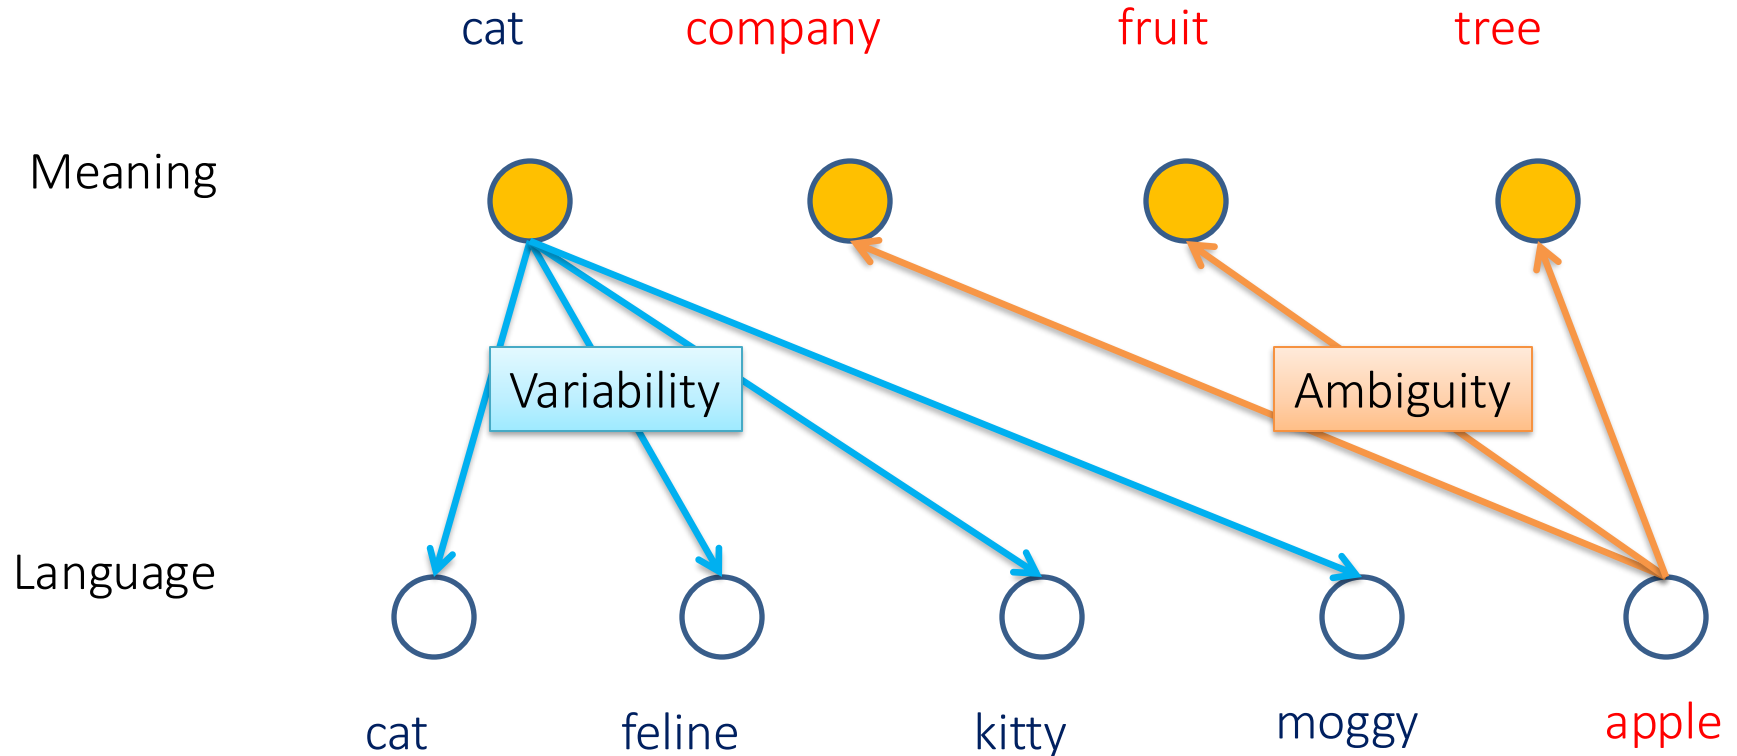 cat company fruit tree
Meaning
Variability Ambiguity
Language
cat feline kitty moggy apple